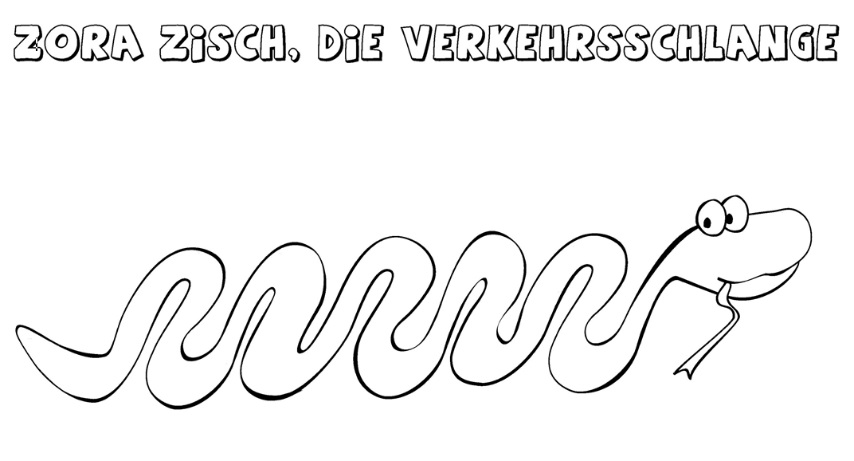 ZORA ZiSCH, DiE VERKEHRSSCHLANGE